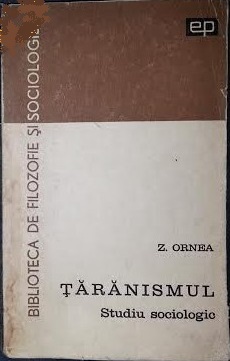 ep
BIBLIOTECA DE FILOZOFIE ȘI SOCIOLOGIE
Z. ORNEA
ȚĂRĂNISMUL
Studiu sociologic